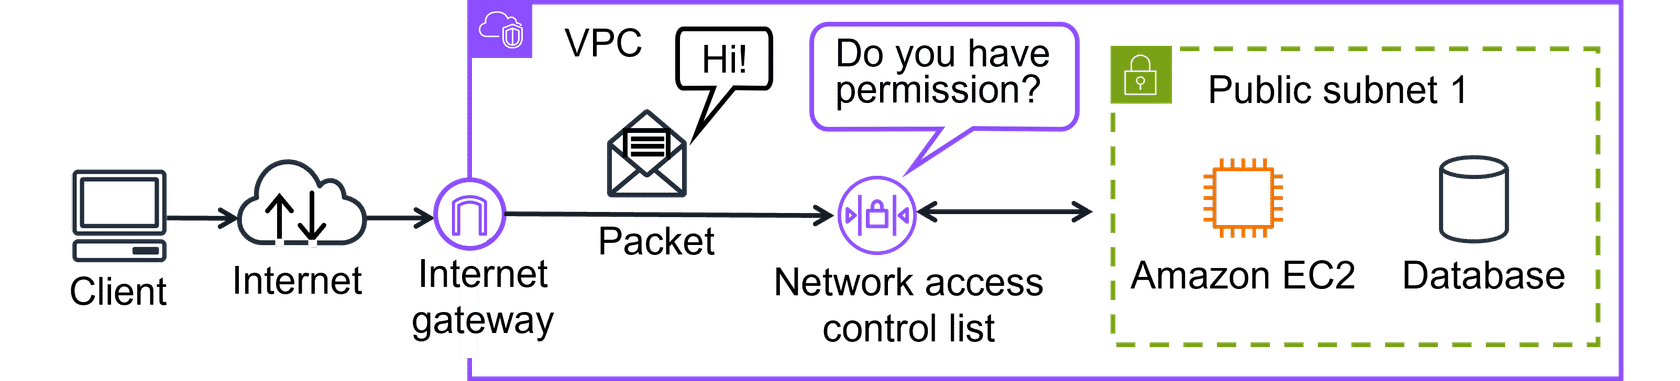 VPC
Hi!
Do you have
permission?
Public subnet 1
Client
Internet
Internet
gateway
Packet
Network access
control list
Amazon EC2
Database